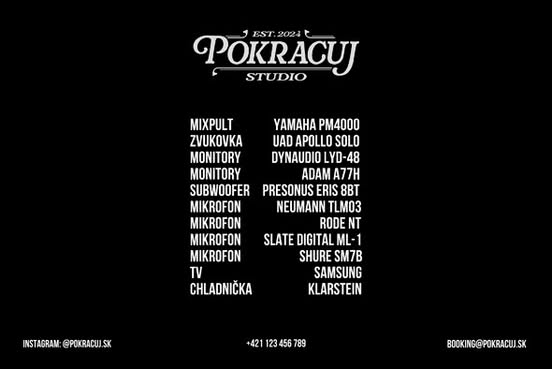 EST. 2024
POKRACUJ
STUDIO
MIXPULT YAMAHA PM4000
ZVUKOVKA UAD APOLLO SOLO
MONITORY DYNAUDIO LYD-48
MONITORY ADAM A77H
SUBWOOFER PRESONUS ERIS 8BT
MIKROFON NEUMANN TLM03
MIKROFON RODE NT
MIKROFON SLATE DIGITAL ML-1
MIKROFON SHURE SM7B
TV SAMSUNG
CHLADNIČKA KLARSTEIN
INSTAGRAM: @POKRACUJ.SK +421 123 456 789 BOOKING@POKRACUJ.SK